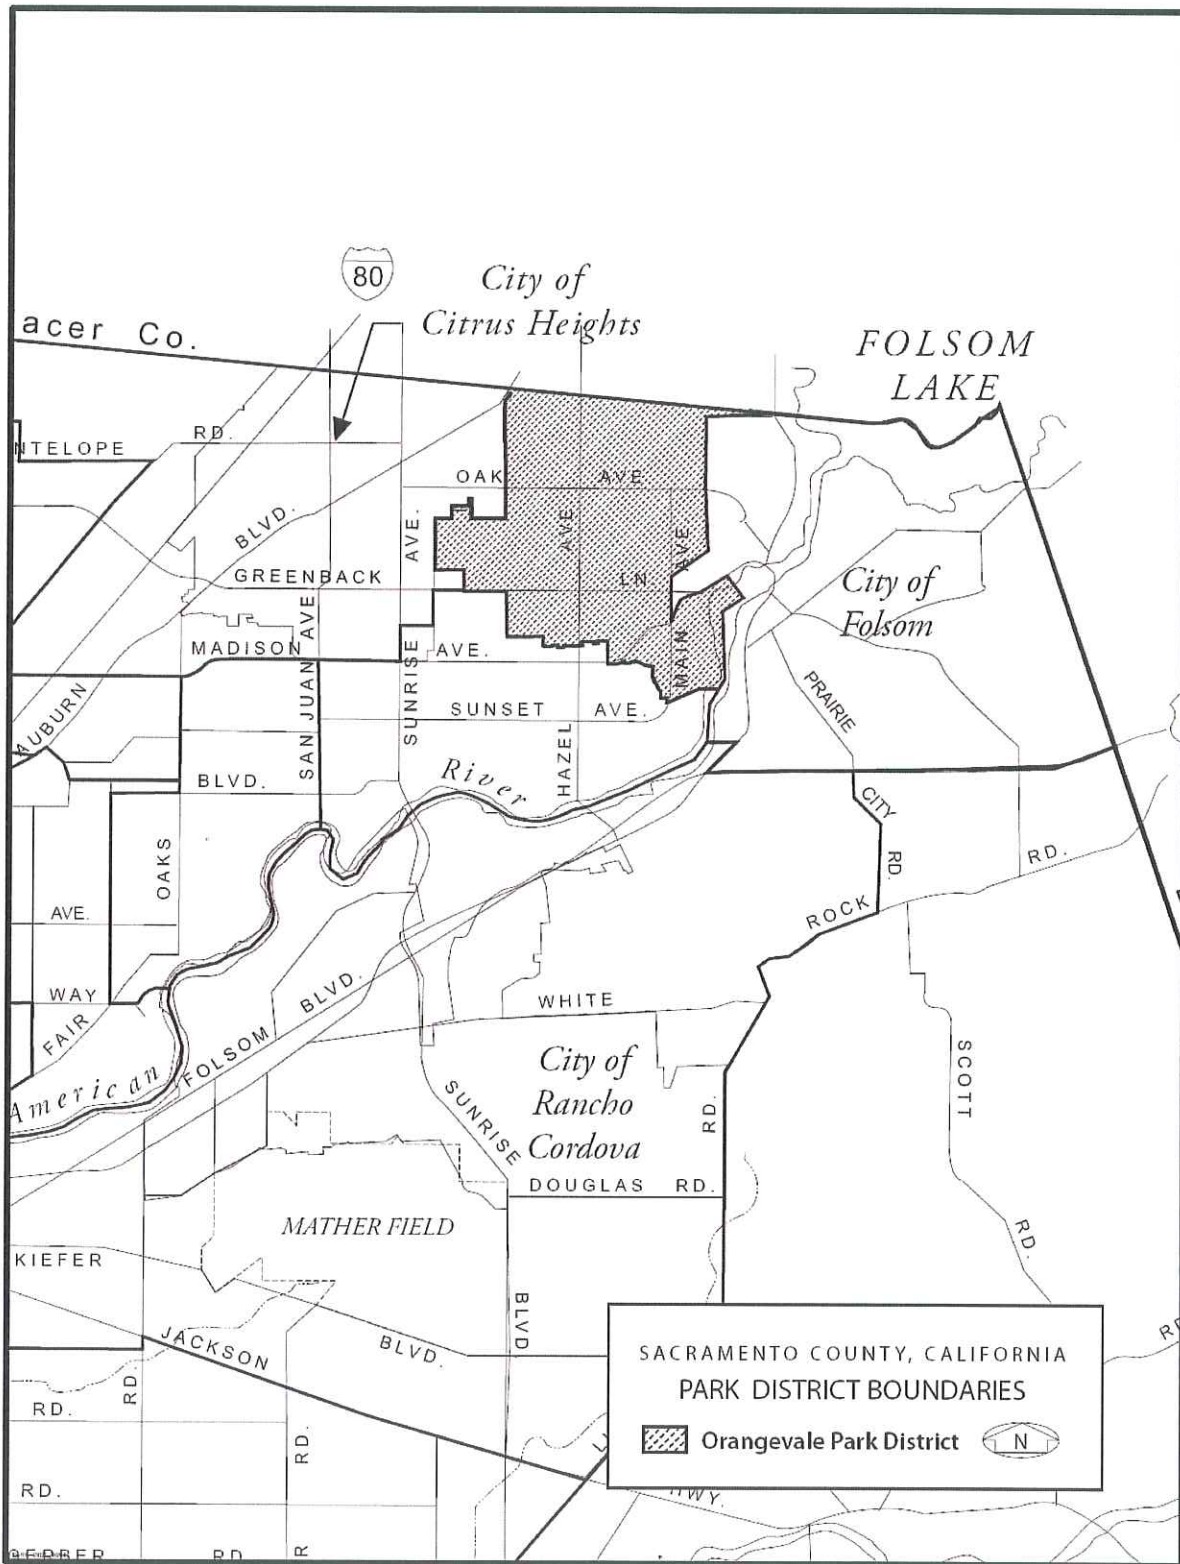 80
City of
Citrus Heights
acer Co.
FOLSOM
LAKE
NTELOPE
RD.
OAK AVE
BLVD.
AVE.
AVE
AVE
GREENBACK LN
City of
Folsom
SAN JUAN AVE
MADISON AVE.
SUNRISE
MAIN
AUBURN
SUNSET AVE.
PRAIRIE
HAZEL
River
BLVD.
CITY
OAKS
RD.
RD.
AVE.
ROCK
WAY
BLVD.
WHITE
FAIR
FOLSOM
American
City of
Rancho
Cordova
SCOTT
SUNRISE
RD.
DOUGLAS RD.
MATHER FIELD
RD.
KIEFER
BLVD
JACKSON
BLVD.
RD.
RD.
RD.
RD.
HWY.
GERBER RD
R
SACRAMENTO COUNTY, CALIFORNIA
PARK DISTRICT BOUNDARIES
Orangevale Park District
N